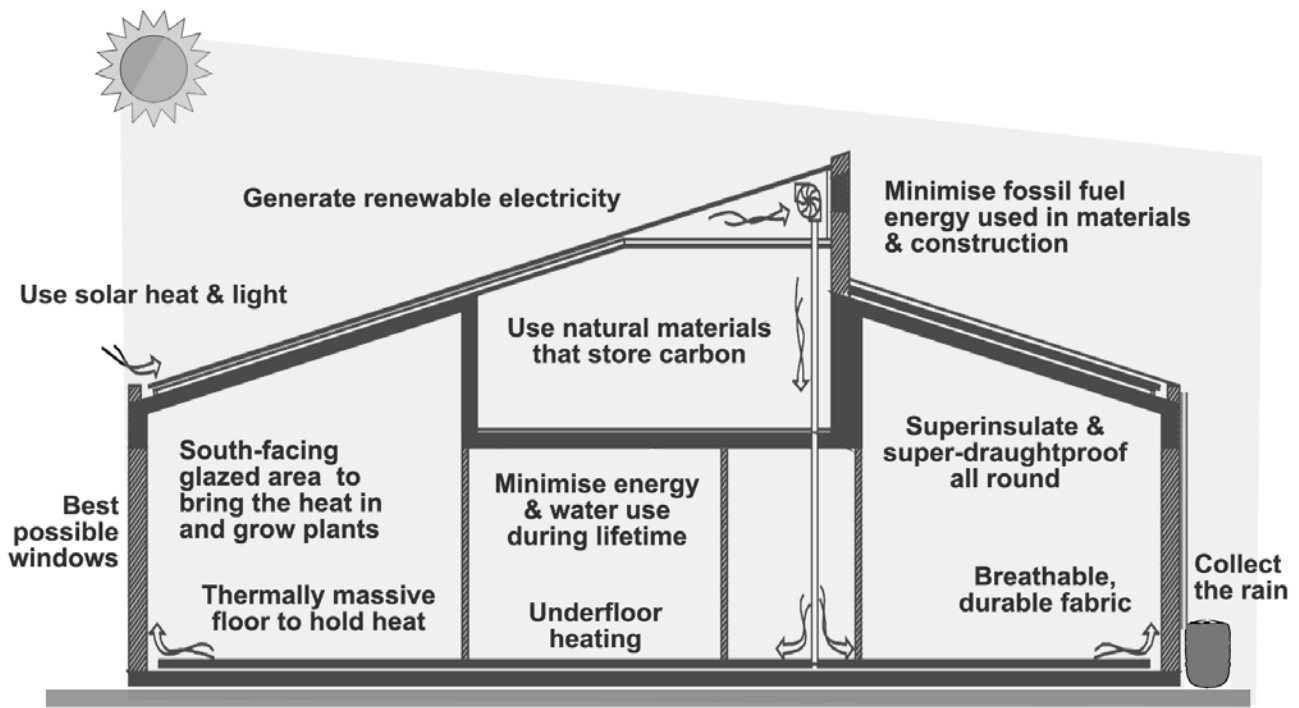 Generate renewable electricity
Minimise fossil fuel
energy used in materials
& construction
Use solar heat & light
Use natural materials
that store carbon
South-facing
glazed area to
bring the heat in
and grow plants
Superinsulate &
super-draughtproof
all round
Minimise energy
& water use
during lifetime
Best
possible
windows
Thermally massive
floor to hold heat
Underfloor
heating
Breathable,
durable fabric
Collect
the rain